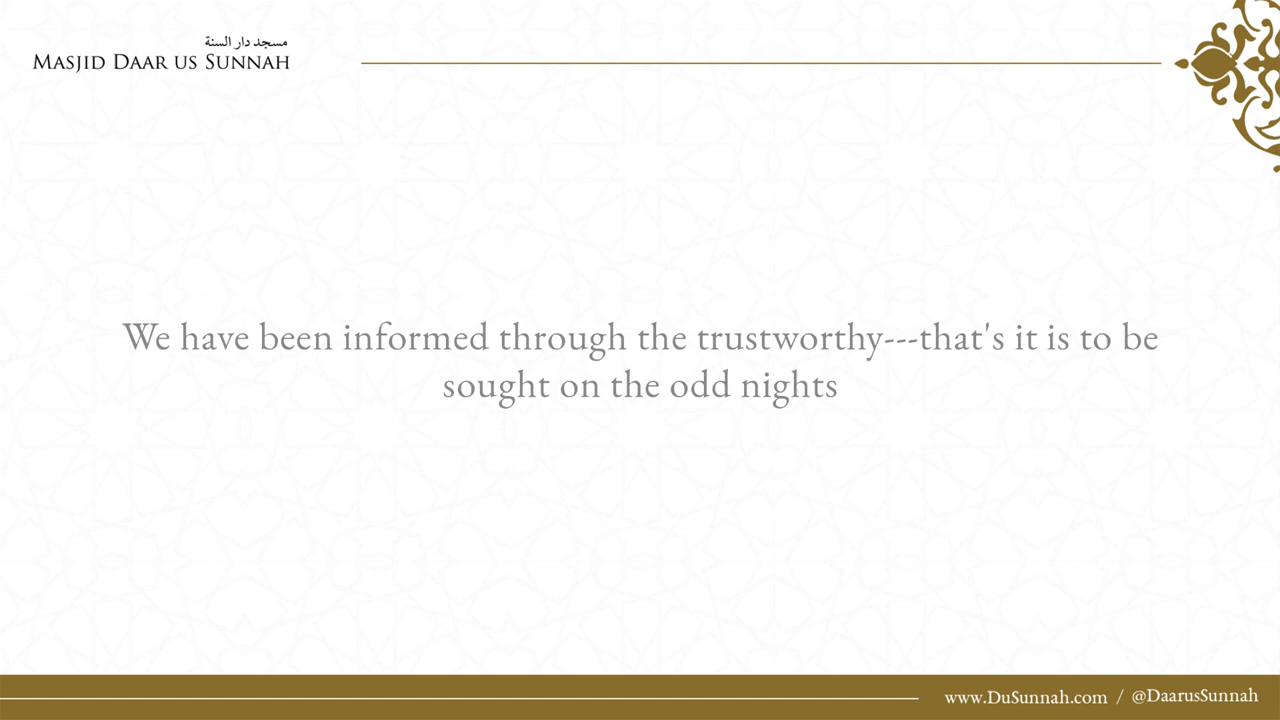 مسجد دار السنة
MASJID DAAR US SUNNAH
We have been informed through the trustworthy---that's it is to be
sought on the odd nights
www.DuSunnah.com / @DaarusSunnah